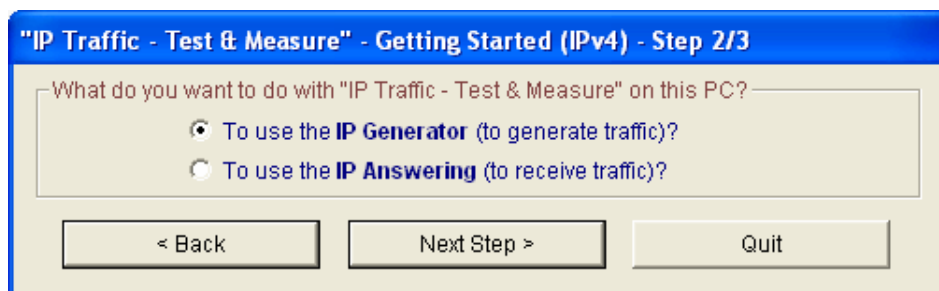 "IP Traffic - Test & Measure" - Getting Started (IPv4) - Step 2/3
What do you want to do with "IP Traffic - Test & Measure" on this PC?
To use the IP Generator (to generate traffic)?
To use the IP Answering (to receive traffic)?
< Back Next Step > Quit